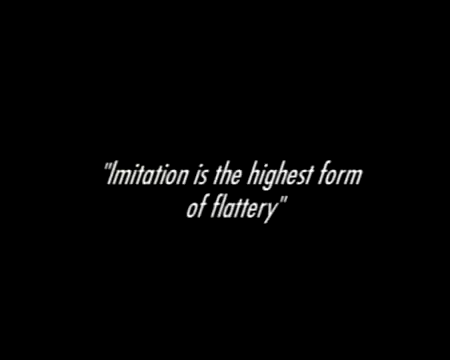 "Imitation is the highest form
of flattery"